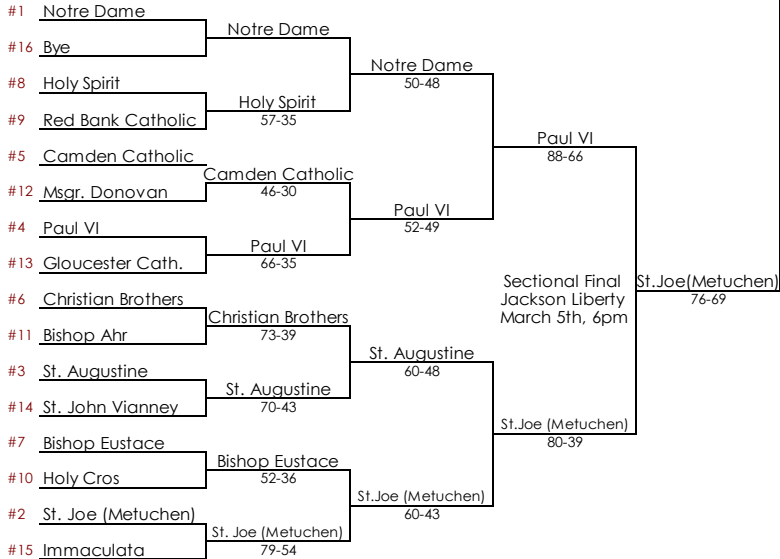 #1 Notre Dame
#16 Bye
#8 Holy Spirit
#9 Red Bank Catholic
#5 Camden Catholic
#12 Msgr. Donovan
#4 Paul VI
#13 Gloucester Cath.
#6 Christian Brothers
#11 Bishop Ahr
#3 St. Augustine
#14 St. John Vianney
#7 Bishop Eustace
#10 Holy Cros
#2 St. Joe (Metuchen)
#15 Immaculata
Notre Dame
Holy Spirit
57-35
Camden Catholic
46-30
Paul VI
66-35
Christian Brothers
73-39
St. Augustine
70-43
Bishop Eustace
52-36
St. Joe (Metuchen)
79-54
Notre Dame
50-48
Paul VI
52-49
St. Augustine
60-48
St.Joe (Metuchen)
60-43
Paul VI
88-66
St.Joe (Metuchen)
80-39
Sectional Final
Jackson Liberty
March 5th, 6pm
St.Joe(Metuchen)
76-69